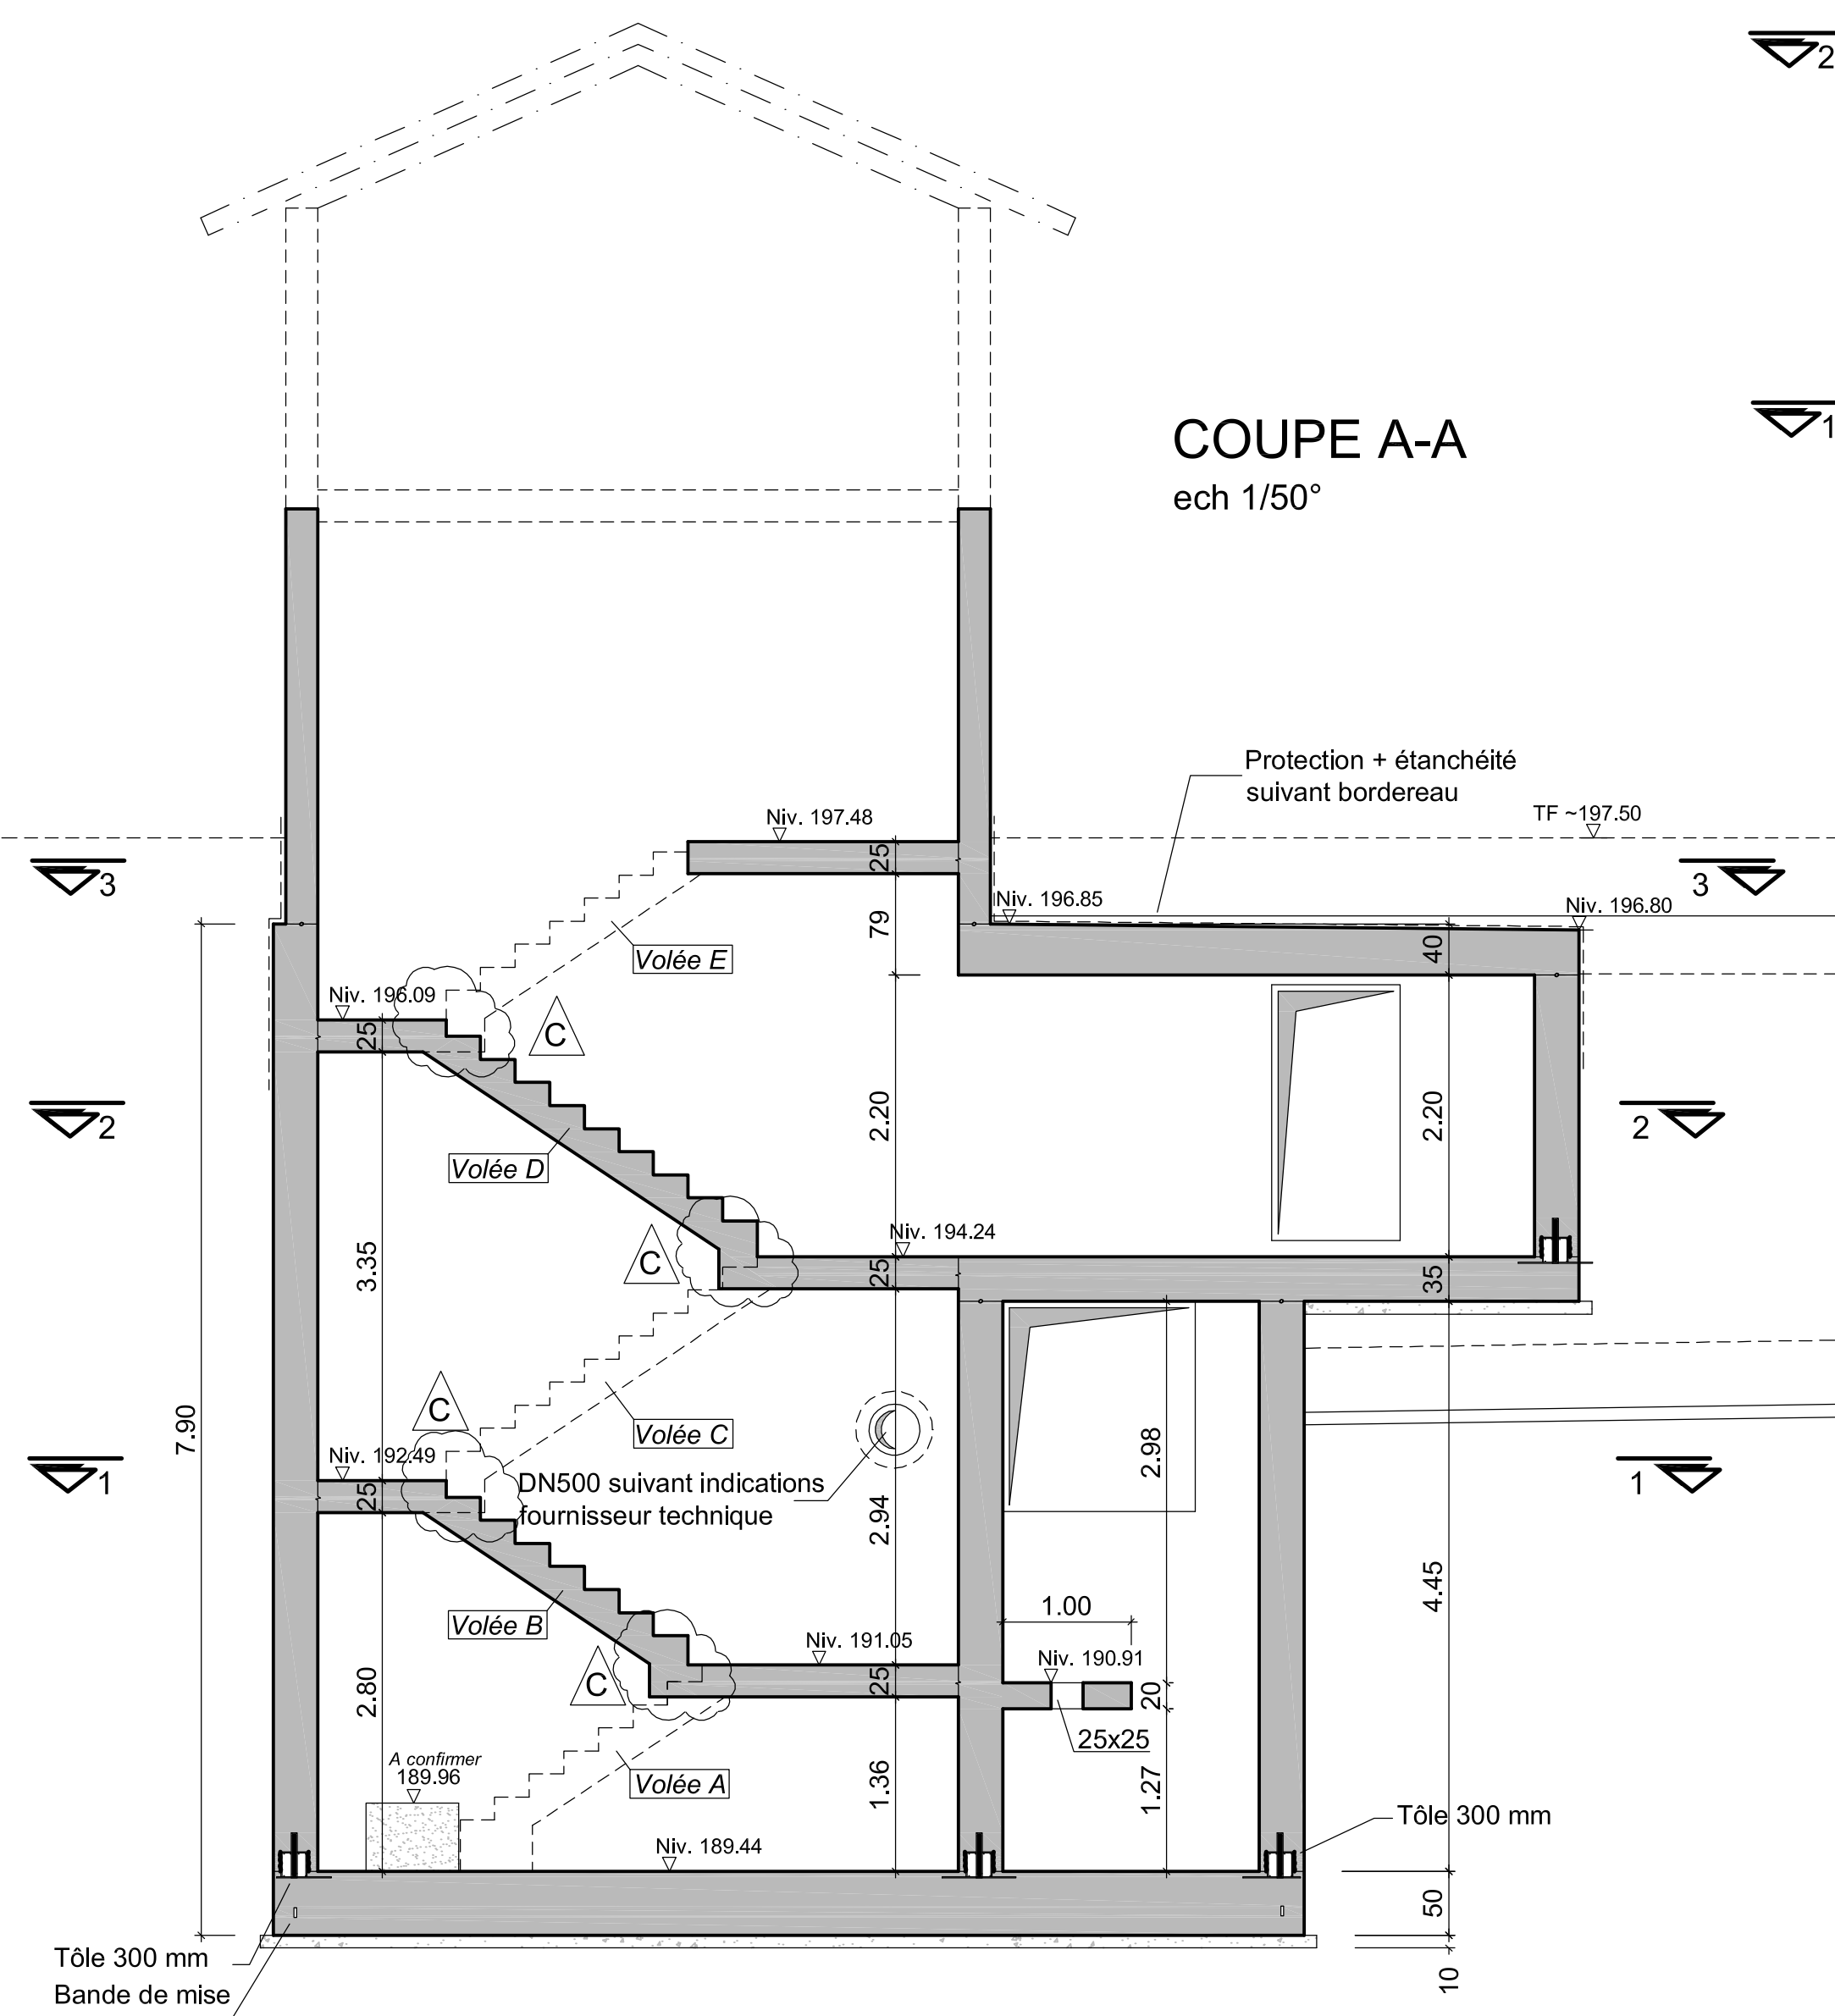 2
1
COUPE A-A
ech 1/50°
Protection + étanchéité
suivant bordereau
Niv. 197.48
TF ~197.50
25
3
3
Niv. 196.85
Niv. 196.80
79
40
Volée E
Niv. 196.09
25
C
2
2.20
2.20
2
Volée D
Niv. 194.24
C
3.35
25
35
C
7.90
Volée C
Niv. 192.49
2.98
1
25
DN500 suivant indications
fournisseur technique
2.94
1
4.45
1.00
Volée B
Niv. 191.05
Niv. 190.91
C
2.80
25
20
25x25
A confirmer
189.96
Volée A
1.36
1.27
Tôle 300 mm
Niv. 189.44
50
Tôle 300 mm
Bande de mise
10